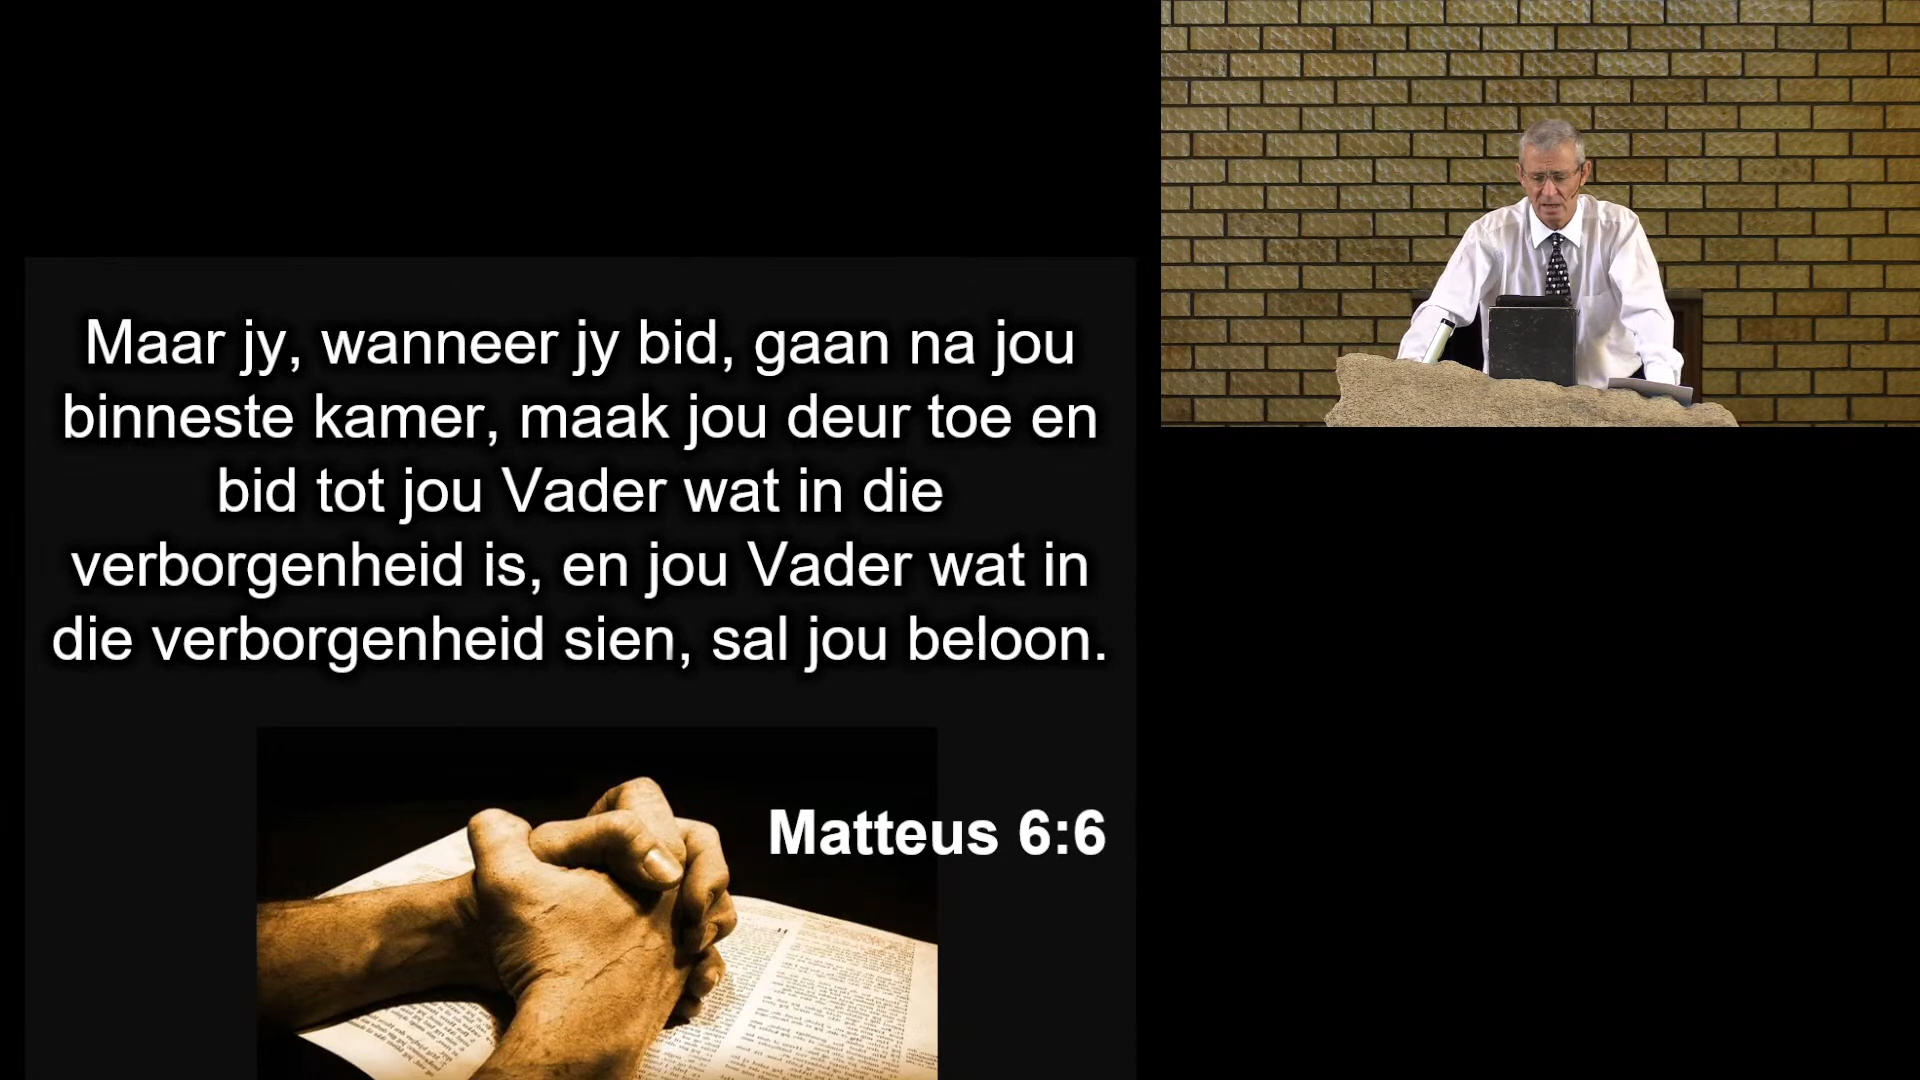 Maar jy, wanneer jy bid, gaan na jou
binneste kamer, maak jou deur toe en
bid tot jou Vader wat in die
verborgenheid is, en jou Vader wat in
die verborgenheid sien, sal jou beloon.
Matteus 6:6